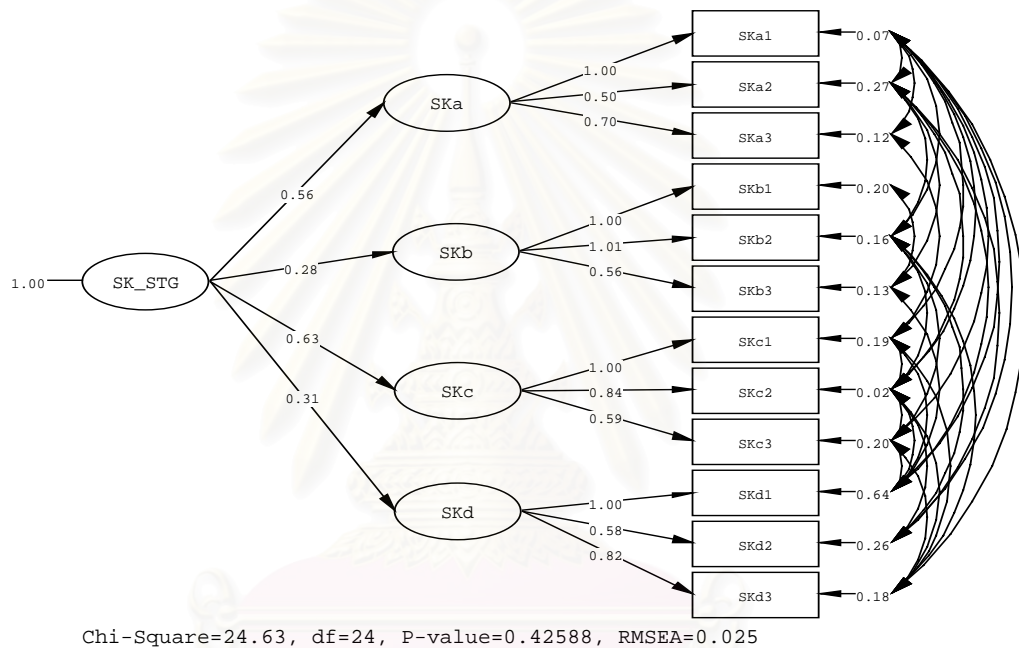 SKa1
0.07
1.00
SKa2
0.27
0.50
SKa
0.70
SKa3
0.12
SKb1
0.20
0.56
1.00
SKb2
0.16
SKb
1.01
0.28
0.56
SKb3
0.13
1.00
SK_STG
SKc1
0.19
0.63
1.00
SKc
0.84
SKc2
0.02
0.31
0.59
SKc3
0.20
SKd1
0.64
1.00
SKd
0.58
SKd2
0.26
0.82
SKd3
0.18
Chi-Square=24.63, df=24, P-value=0.42588, RMSEA=0.025